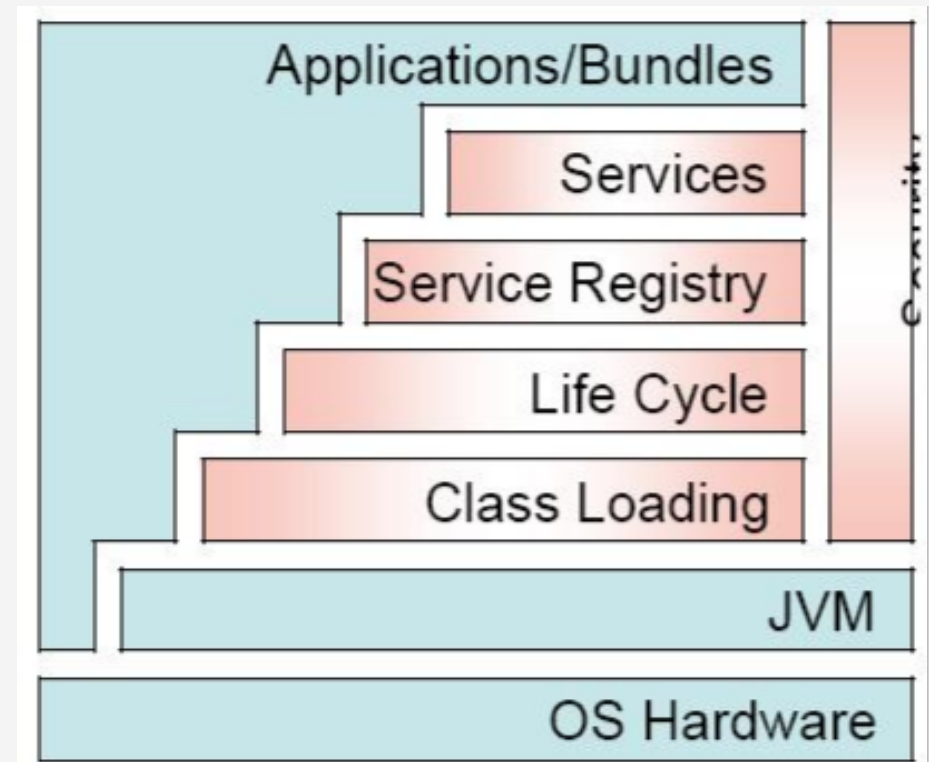 Applications/Bundles
Services
Service Registry
Life Cycle
Class Loading
JVM
OS Hardware